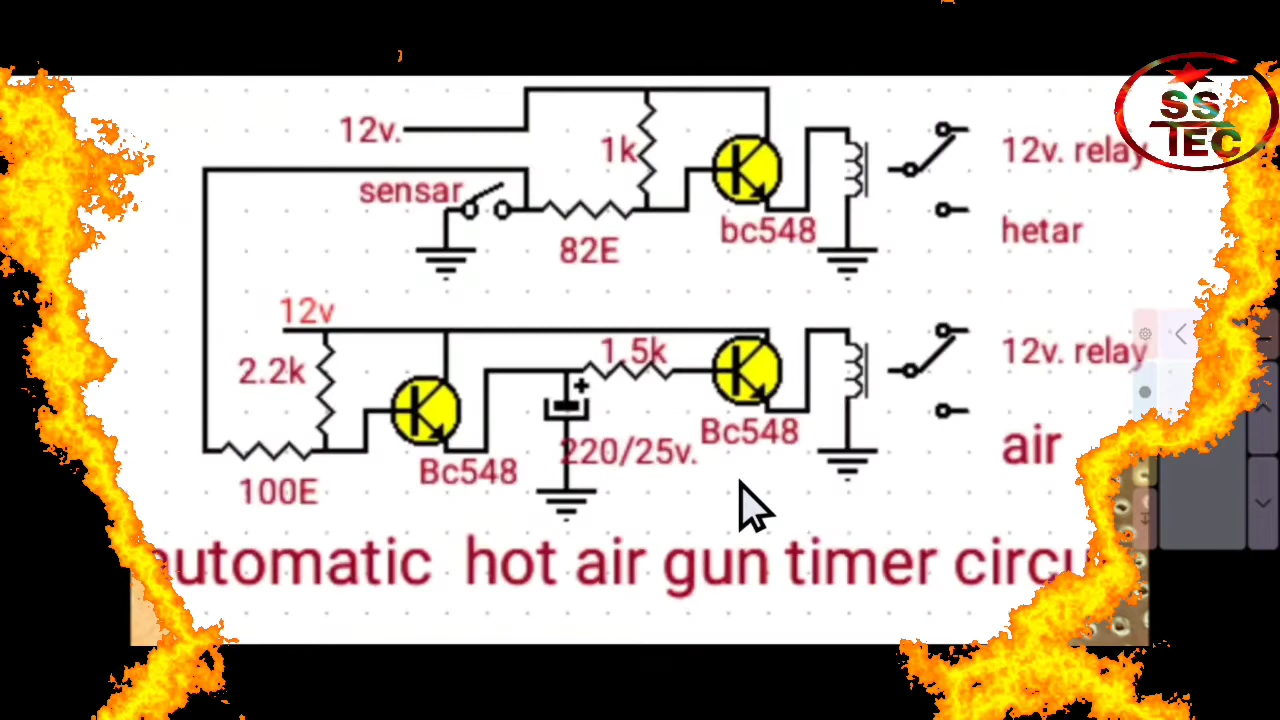 SS
TEC
12v.
1k
12v. relay
sensar
82E
bc548
hetar
12v
2.2k
1.5k
12v. relay
100E
Bc548
220/25v.
Bc548
air
automatic hot air gun timer circu